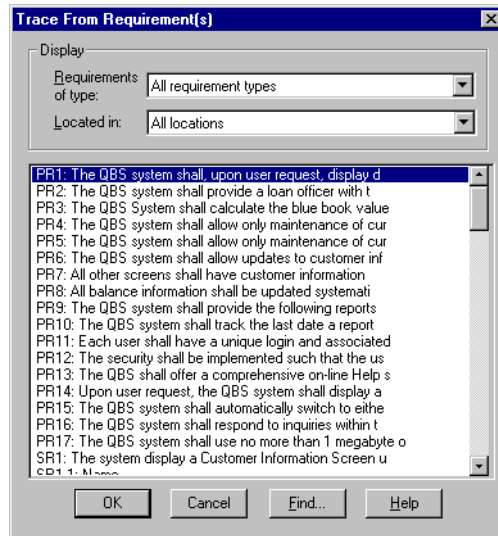 Trace From Requirement(s)
Display
Requirements of type:
All requirement types
Located in:
All locations
PR1: The QBS system shall, upon user request, display d
PR2: The QBS system shall provide a loan officer with t
PR3: The QBS System shall calculate the blue book value
PR4: The QBS system shall allow only maintenance of cur
PR5: The QBS system shall allow only maintenance of cur
PR6: The QBS system shall allow updates to customer inf
PR7: All other screens shall have customer information
PR8: All balance information shall be updated systemati
PR9: The QBS system shall provide the following reports
PR10: The QBS system shall track the last date a report
PR11: Each user shall have a unique login and associated
PR12: The security shall be implemented such that the us
PR13: The QBS shall offer a comprehensive on-line Help s
PR14: Upon user request, the QBS system shall display a
PR15: The QBS system shall automatically switch to eithe
PR16: The QBS system shall respond to inquiries within t
PR17: The QBS system shall use no more than 1 megabyte o
SR1: The system display a Customer Information Screen u
SR1.1: Name
OK
Cancel
Find...
Help